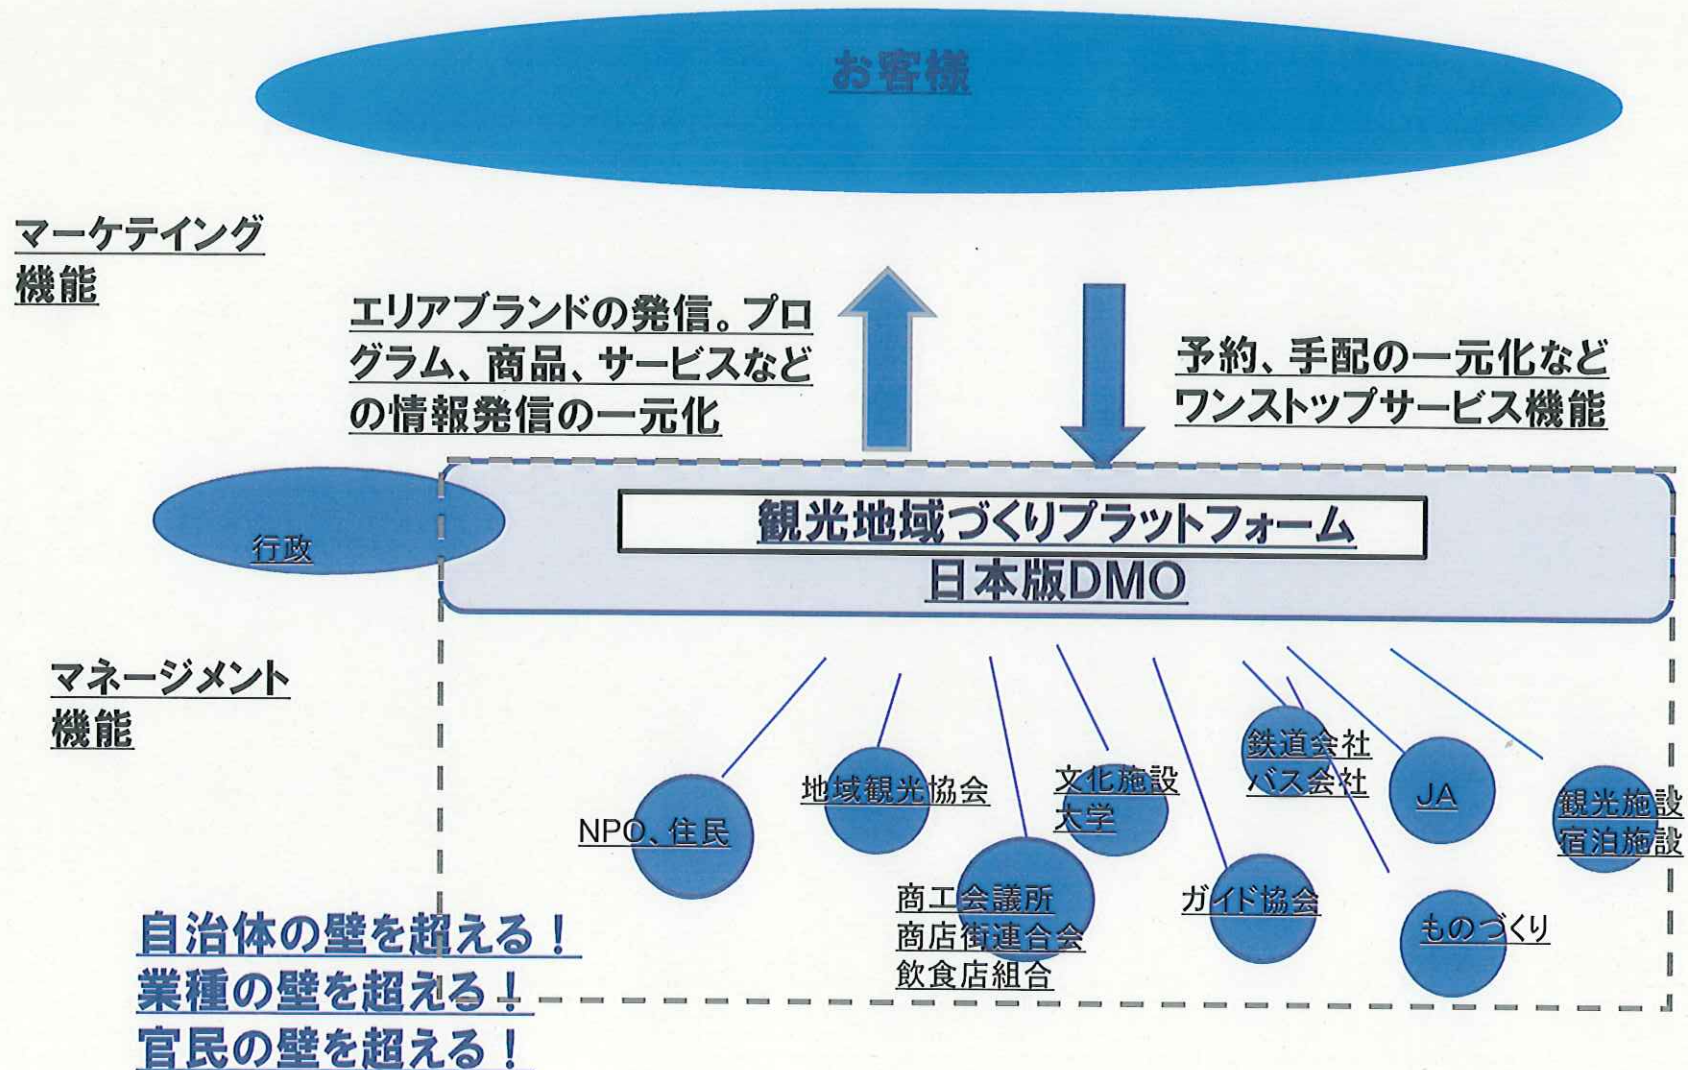 お客様
マーケテイング
機能
エリアブランドの発信。プロ
グラム、商品、サービスなど
の情報発信の一元化
予約、手配の一元化など
ワンストップサービス機能
行政
観光地域づくりプラットフォーム
日本版DMO
マネージメント
機能
NPO、住民
地域観光協会
商工会議所
商店街連合会
飲食店組合
文化施設
大学
ガイド協会
鉄道会社
バス会社
JA
ものづくり
観光施設
宿泊施設
自治体の壁を超える！
業種の壁を超える！
官民の壁を超える！